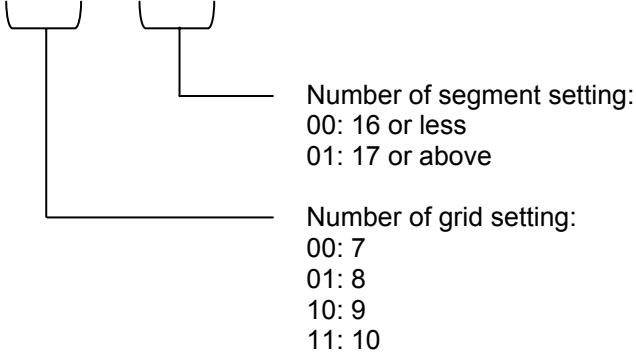 Number of segment setting:
00: 16 or less
01: 17 or above
Number of grid setting:
00: 7
01: 8
10: 9
11: 10